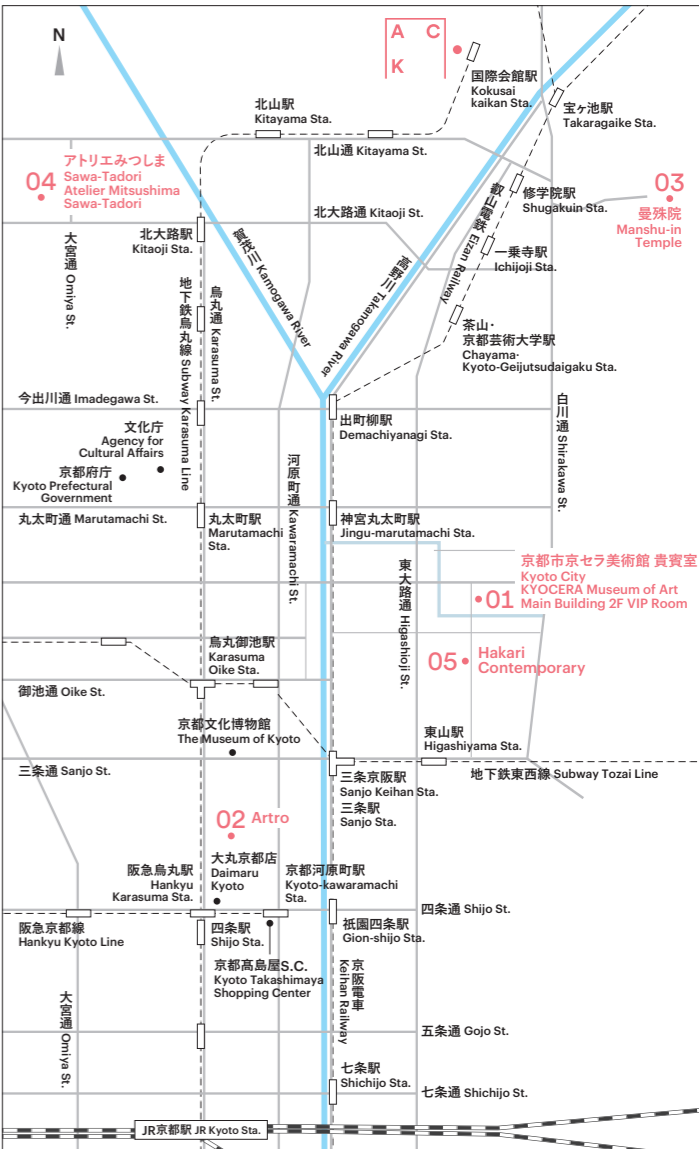 N
A C
K
国際会館駅
Kokusai
kaikan Sta.
宝ヶ池駅
Takaragaike Sta.
北山駅
Kitayama Sta.
北山通 Kitayama St.
04
アトリエみつしま
Sawa-Tadori
Atelier Mitsushima
Sawa-Tadori
修学院駅
Shugakuin Sta.
03
曼殊院
Manshu-in
Temple
北大路駅
Kitaoji Sta.
北大路通 Kitaoji St.
叡山電鉄 Eizan Railway
一乗寺駅
Ichijoji Sta.
大宮通 Omiya St.
地下鉄烏丸線 Subway Karasuma Line
烏丸通 Karasuma St.
賀茂川 Kamogawa River
高野川 Takanogawa River
茶山・
京都芸術大学駅
Chayama-
Kyoto-Geijutsudaigaku Sta.
今出川通 Imadegawa St.
出町柳駅
Demachiyanagi Sta.
白川通 Shirakawa St.
文化庁
Agency for
Cultural Affairs
京都府庁
Kyoto Prefectural
Government
河原町通 Kawaramachi St.
丸太町通 Marutamachi St.
丸太町駅
Marutamachi
Sta.
神宮丸太町駅
Jingu-marutamachi Sta.
東大路通 Higashioji St.
01
京都市京セラ美術館 貴賓室
Kyoto City
KYOCERA Museum of Art
Main Building 2F VIP Room
烏丸御池駅
Karasuma
Oike Sta.
05
Hakari
Contemporary
御池通 Oike St.
京都文化博物館
The Museum of Kyoto
東山駅
Higashiyama Sta.
三条通 Sanjo St.
三条京阪駅
Sanjo Keihan Sta.
三条駅
Sanjo Sta.
地下鉄東西線 Subway Tozai Line
02 Artro
阪急烏丸駅
Hankyu
Karasuma Sta.
大丸京都店
Daimaru
Kyoto
京都河原町駅
Kyoto-kawaramachi
Sta.
四条通 Shijo St.
阪急京都線
Hankyu Kyoto Line
四条駅
Shijo Sta.
祇園四条駅
Gion-shijo Sta.
京都髙島屋S.C.
Kyoto Takashimaya
Shopping Center
京阪電車
Keihan Railway
大宮通 Omiya St.
五条通 Gojo St.
七条駅
Shichijo Sta.
七条通 Shichijo St.
JR京都駅 JR Kyoto Sta.